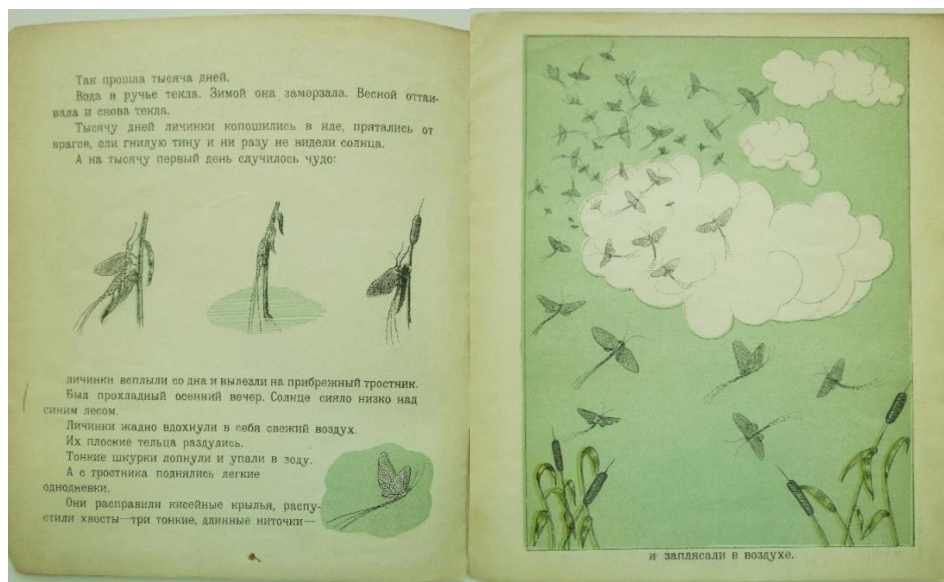 Так прошла тысяча дней.
Вода в ручье текла. Зимой она замерзала. Весной оттаи-
вала и снова текла.
Тысячу дней личинки копошились в иле, прятались от
врагов, ели гнилую тину и ни разу не видели солнца.
А на тысячу первый день случилось чудо:
личинки всплыли со дна и вылезли на прибрежный тростник.
Был прохладный осенний вечер. Солнце сияло низко над
синим лесом.
Личинки жадно вдохнули в себя свежий воздух.
Их плоские тельца раздулись.
Тонкие шкурки лопнули и упали в воду.
А с тростника поднялись легкие
однодневки.
Они расправили кисейные крылья, распу-
стили хвосты—три тонкие, длинные ниточки—
и заплясали в воздухе.